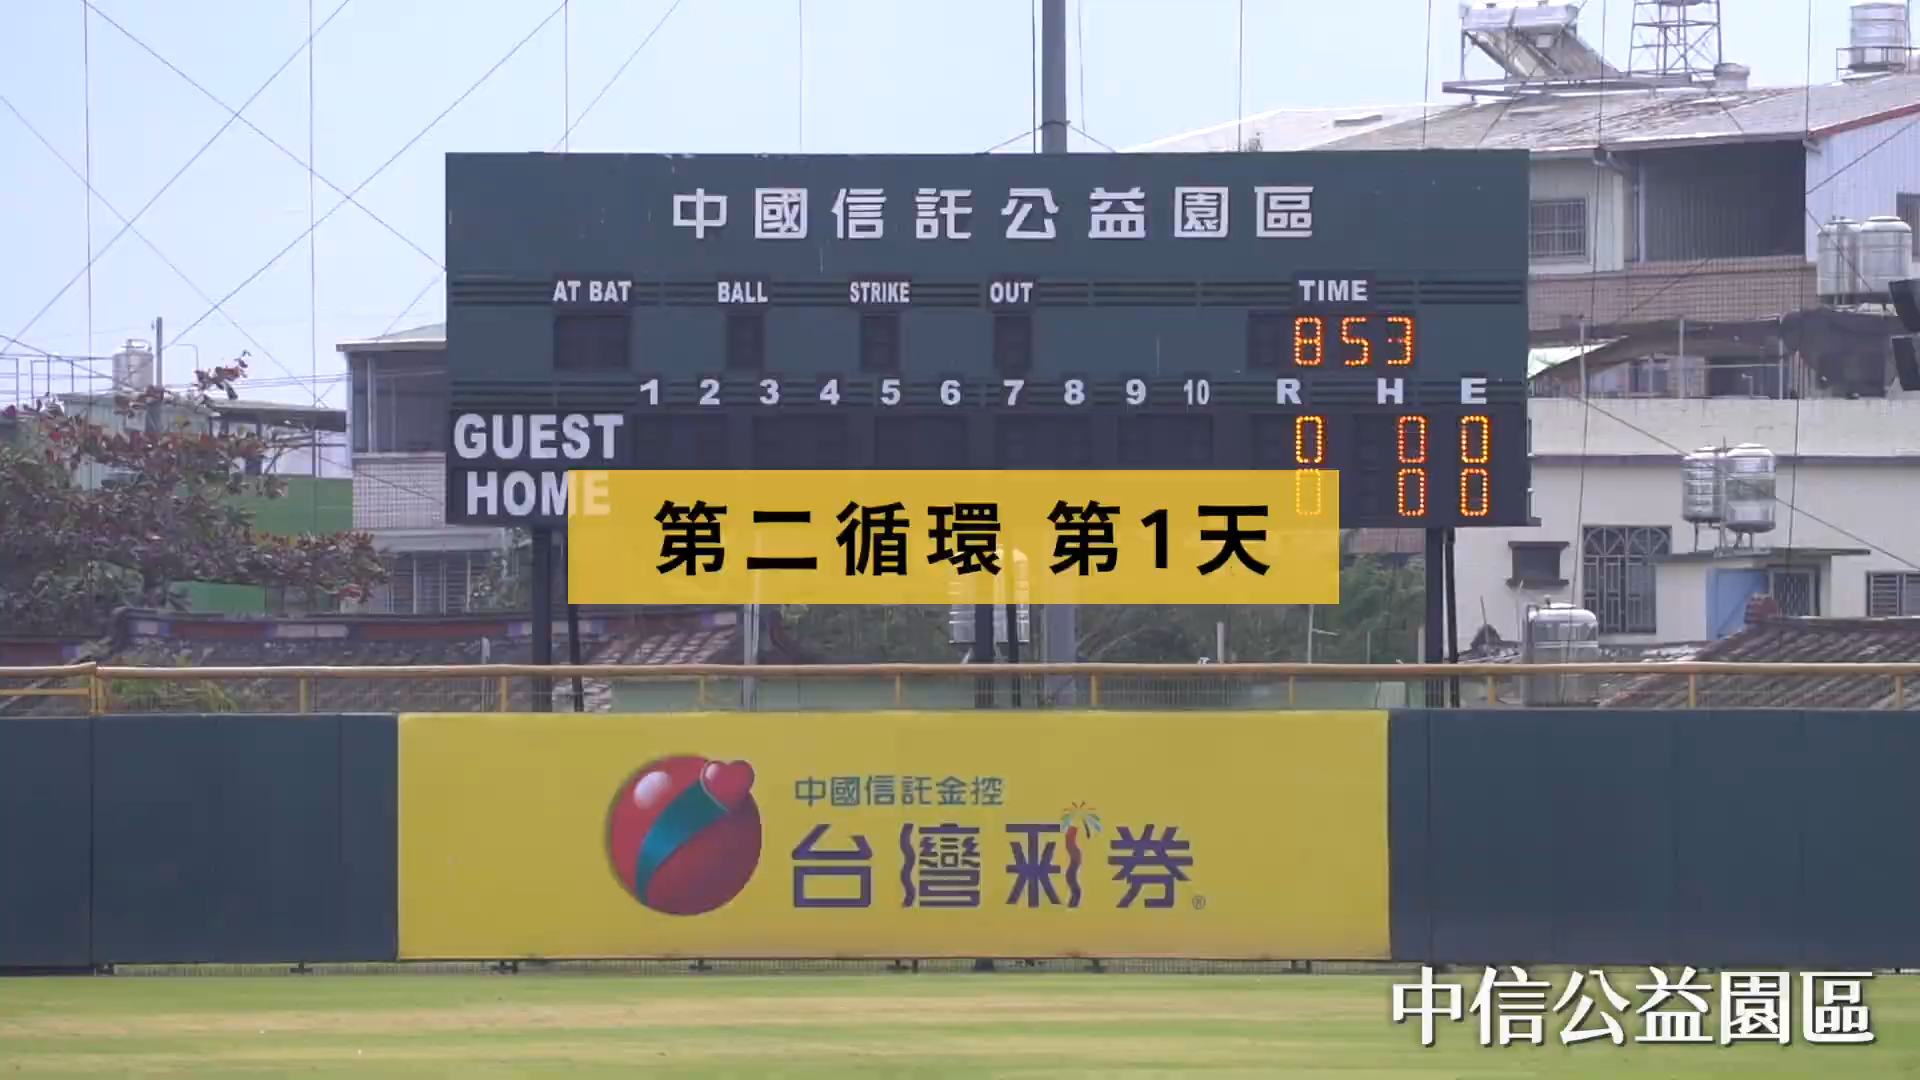 中國信託公益園區
AT BAT BALL STRIKE OUT TIME
853
1 2 3 4 5 6 7 8 9 10 R H E
GUEST 0 0 0
HOME 0 0 0
第二循環 第1天
中國信託金控
台灣彩券®
中信公益園區